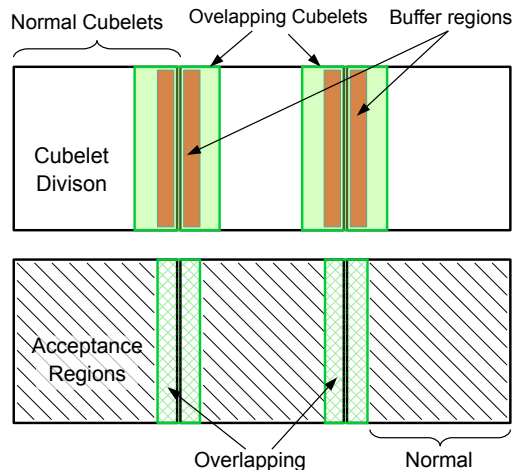 Normal Cubelets
Ovelapping Cubelets
Buffer regions
Cubelet
Divison
Acceptance
Regions
Overlapping
Normal